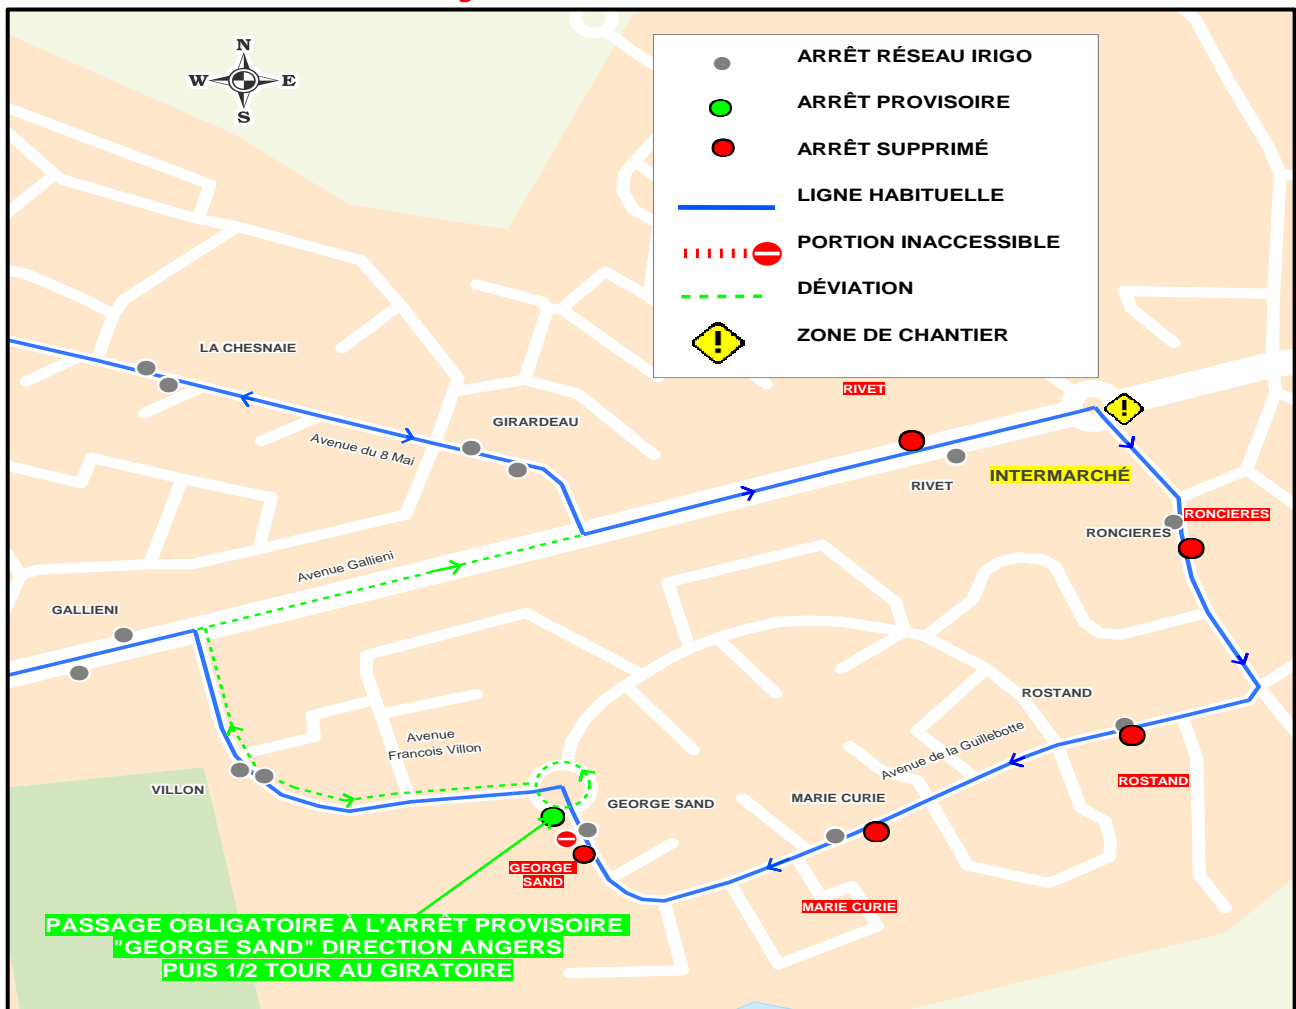 N
W E
S
ARRÊT RÉSEAU IRIGO
ARRÊT PROVISOIRE
ARRÊT SUPPRIMÉ
LIGNE HABITUELLE
PORTION INACCESSIBLE
DÉVIATION
! ZONE DE CHANTIER
LA CHESNAIE
RIVET
!
GIRARDEAU
Avenue du 8 Mai
INTERMARCHÉ
RIVET
RONCIERES
RONCIERES
Avenue Gallieni
GALLIENI
ROSTAND
Avenue
Francois Villon
Avenue de la Guillebotte
ROSTAND
VILLON
GEORGE SAND
MARIE CURIE
GEORGE
SAND
MARIE CURIE
PASSAGE OBLIGATOIRE À L'ARRÊT PROVISOIRE
"GEORGE SAND" DIRECTION ANGERS
PUIS 1/2 TOUR AU GIRATOIRE